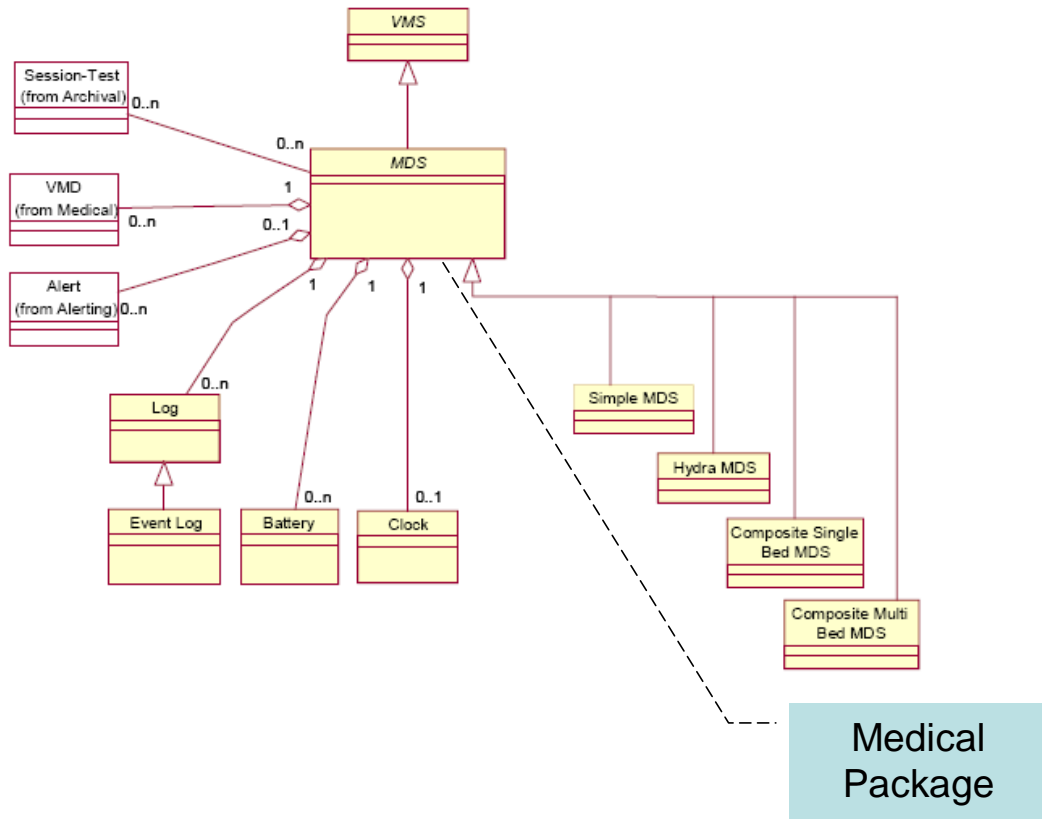 VMS
Session-Test
(from Archival)
0..n
0..n
MDS
VMD
(from Medical)
1
0..n
0..1
Alert
(from Alerting)
0..n
1
1
1
0..n
Log
Simple MDS
Hydra MDS
0..n
0..1
Event Log
Battery
Clock
Composite Single
Bed MDS
Composite Multi
Bed MDS
Medical
Package